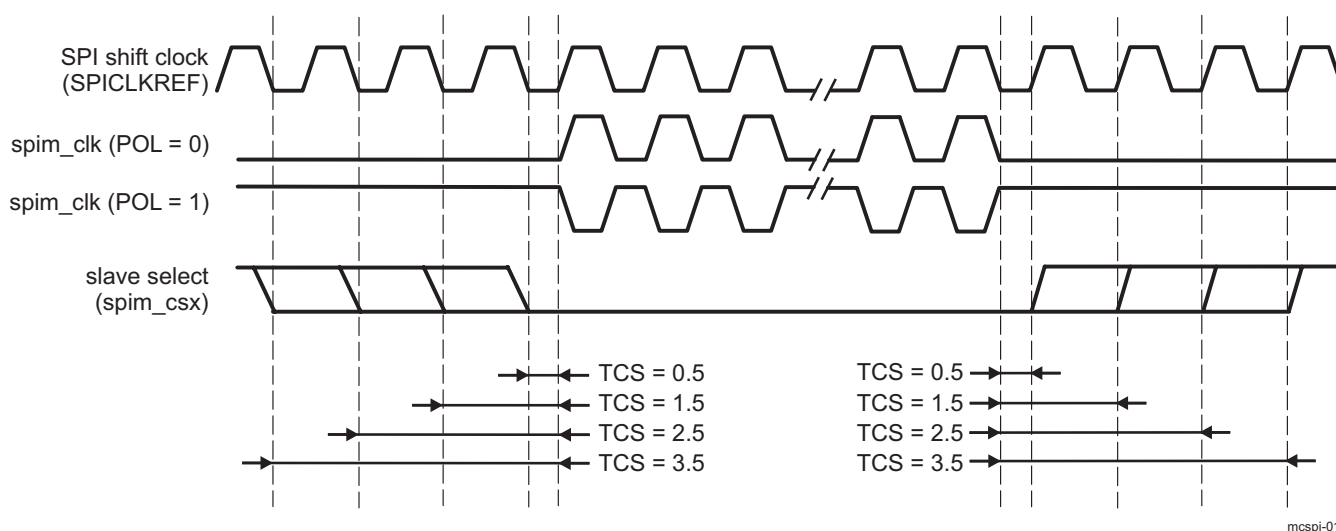 SPI shift clock
(SPICLKREF)
spim_clk (POL = 0)
spim_clk (POL = 1)
slave select
(spim_csx)
TCS = 0.5
TCS = 1.5
TCS = 2.5
TCS = 3.5
TCS = 0.5
TCS = 1.5
TCS = 2.5
TCS = 3.5